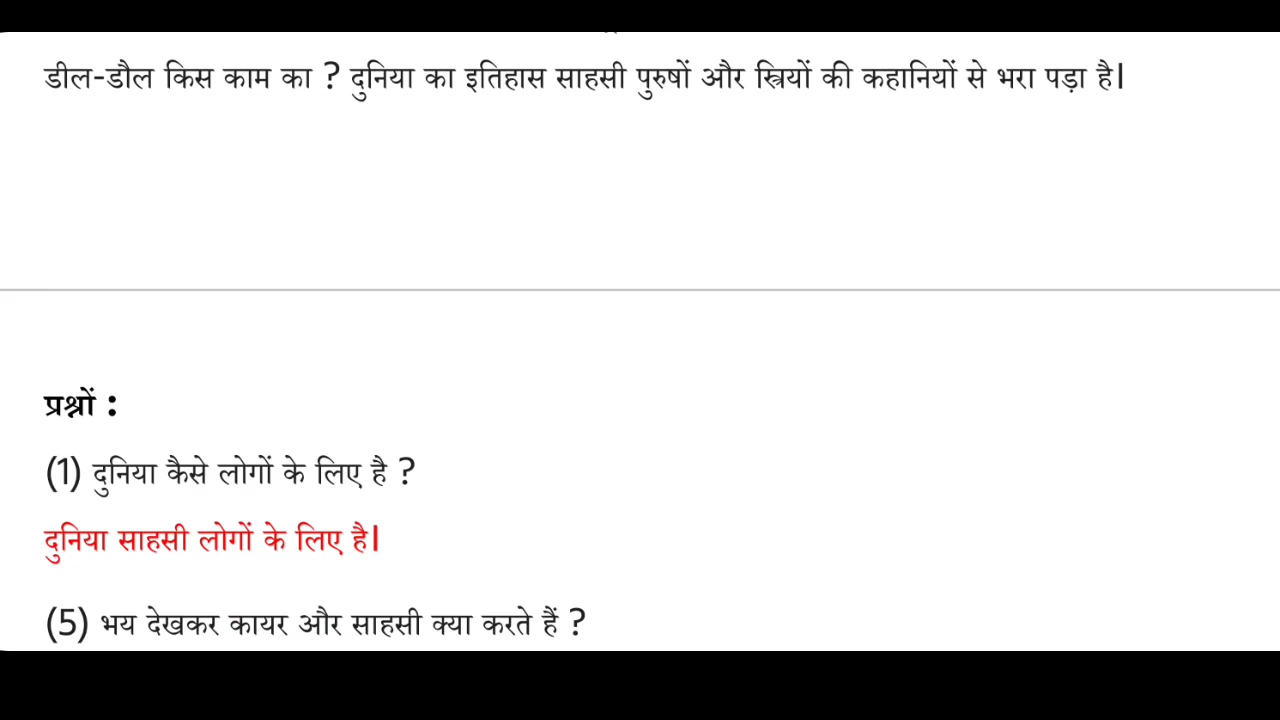 डील-डौल किस काम का ? दुनिया का इतिहास साहसी पुरुषों और स्त्रियों की कहानियों से भरा पड़ा है।
प्रश्नों :
(1) दुनिया कैसे लोगों के लिए है ?
दुनिया साहसी लोगों के लिए है।
(5) भय देखकर कायर और साहसी क्या करते हैं ?